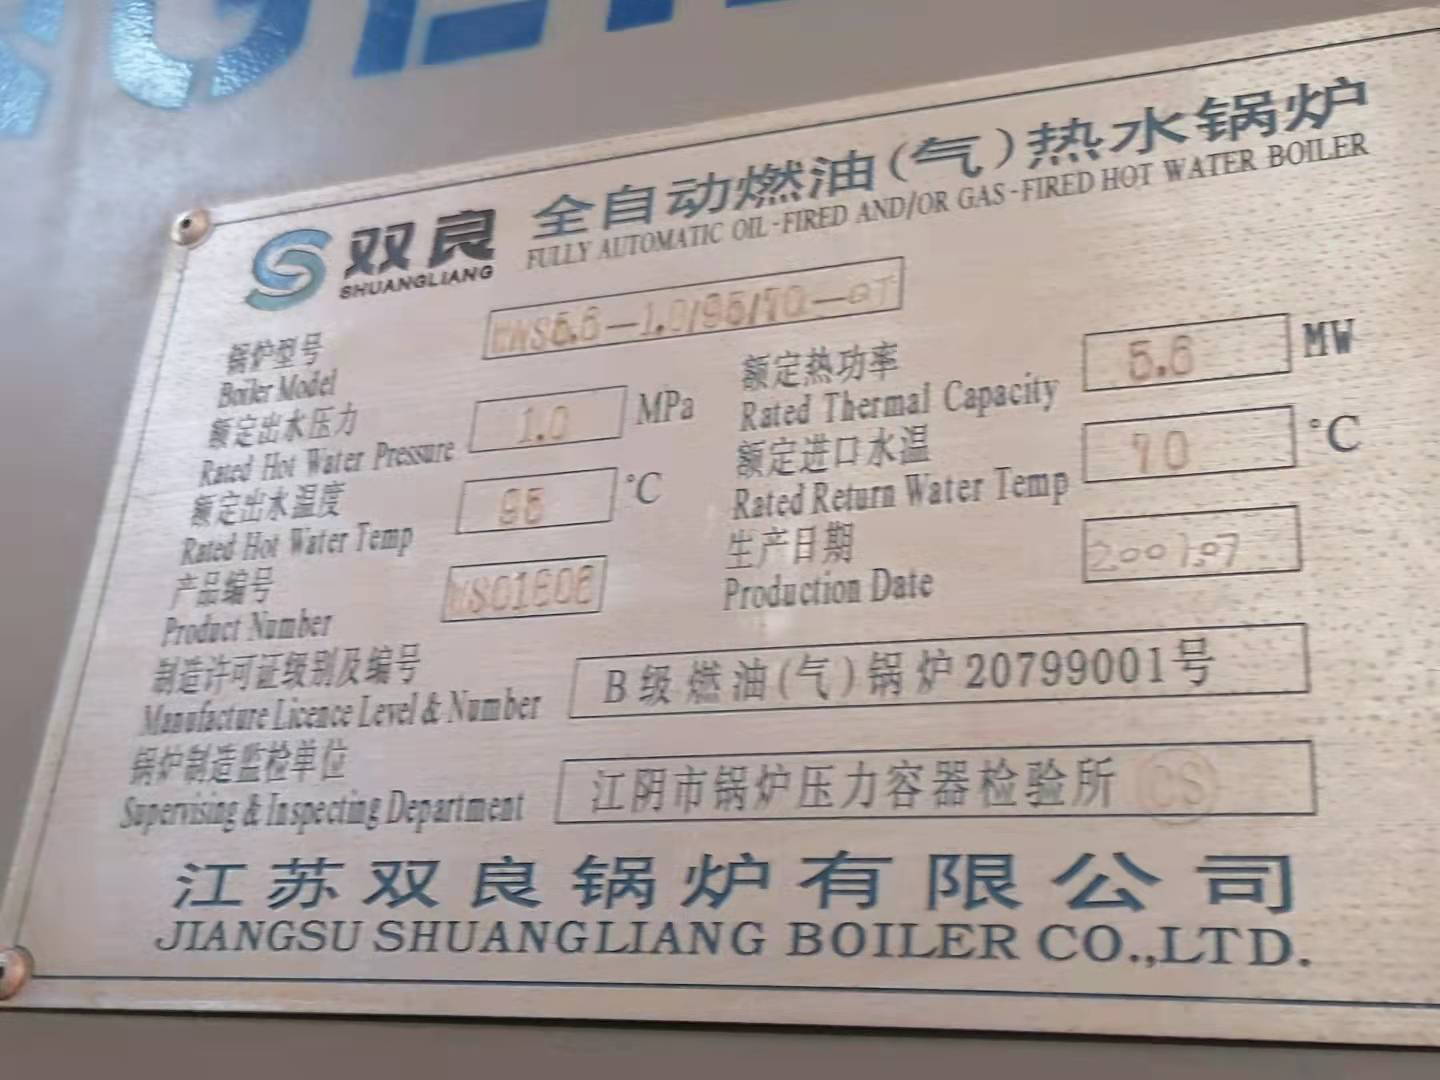 双良
SHUANGLIANG
全自动燃油(气)热水锅炉
FULLY AUTOMATIC OIL-FIRED AND/OR GAS-FIRED HOT WATER BOILER
锅炉型号
Boiler Model
WNS5.6-1.0/95/70-QT
额定出水压力 1.0 MPa
Rated Hot Water Pressure
额定热功率 5.6 MW
Rated Thermal Capacity
额定出水温度 95 °C
Rated Hot Water Temp
额定进口水温 70 °C
Rated Return Water Temp
产品编号
Product Number
生产日期
Production Date
制造许可证级别及编号 B级燃油(气)锅炉20799001号
Manufacture Licence Level & Number
锅炉制造监检单位 江阴市锅炉压力容器检验所 CS
Supervising & Inspecting Department
江苏双良锅炉有限公司
JIANGSU SHUANGLIANG BOILER CO.,LTD.